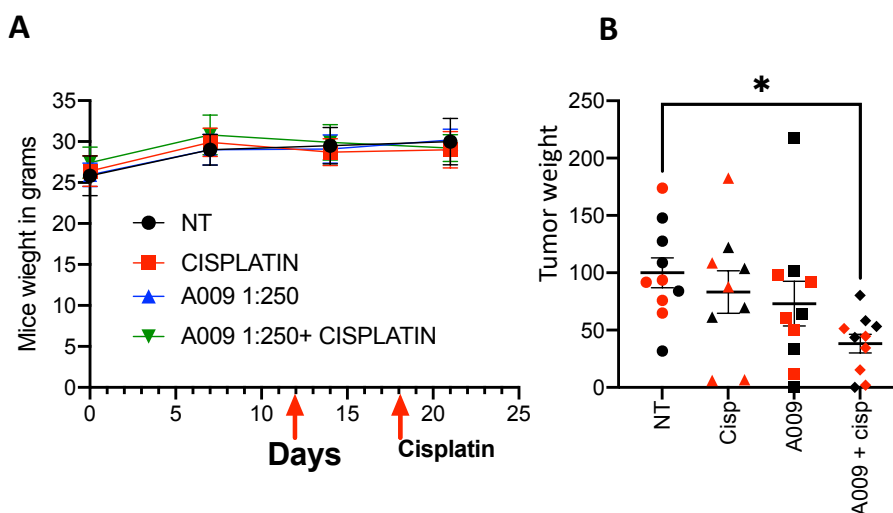 A
Mice wieght in grams
35
30
25
20
15
10
5
0
NT
CISPLATIN
A009 1:250
A009 1:250+ CISPLATIN
0 5 10 15 20 25
Days
Cisplatin
B
*
Tumor weight
250
200
150
100
50
0
NT
Cisp
A009
A009 + cisp